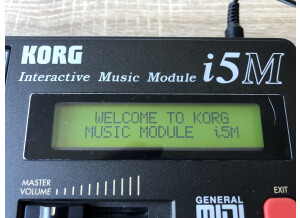 KORG
Interactive Music Module i5M
WELCOME TO KORG
MUSIC MODULE i5M
MASTER
VOLUME
GENERAL
MIDI
EXIT